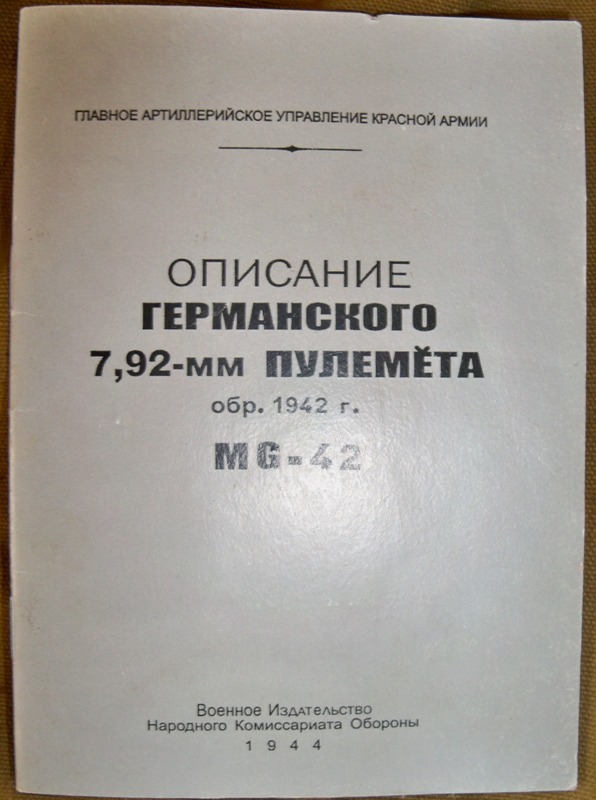 ГЛАВНОЕ АРТИЛЛЕРИЙСКОЕ УПРАВЛЕНИЕ КРАСНОЙ АРМИИ
ОПИСАНИЕ
ГЕРМАНСКОГО
7,92-мм ПУЛЕМЁТА
обр. 1942 г.
MG-42
Военное Издательство
Народного Комиссариата Обороны
1944